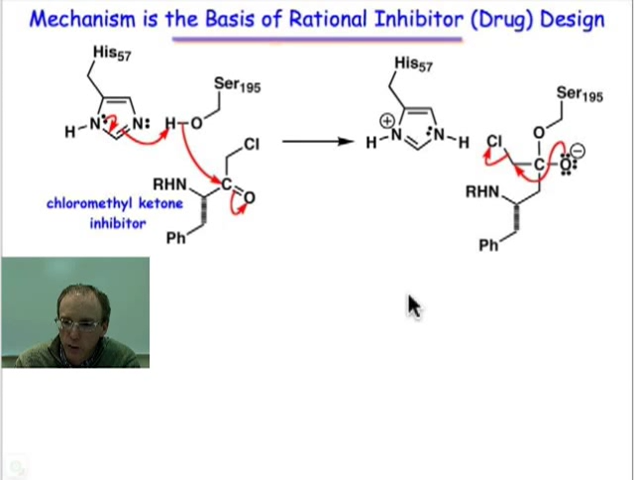 Mechanism is the Basis of Rational Inhibitor (Drug) Design
His57
Ser195
H-N N: H-O
Cl
RHN C O
chloromethyl ketone
inhibitor
Ph
His57
Ser195
⊕
H-N :N-H
O
Cl C O ⊖
RHN
Ph